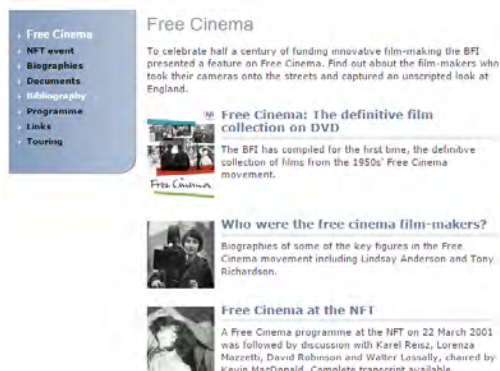 Free Cinema
NFT event
Biographies
Documents
Bibliography
Programme
Links
Touring
Free Cinema
To celebrate half a century of funding innovative film-making the BFI
presented a feature on Free Cinema. Find out about the film-makers who
took their cameras onto the streets and captured an unscripted look at
England.
Free Cinema: The definitive film
collection on DVD
The BFI has compiled for the first time, the definitive
collection of films from the 1950s' Free Cinema
movement.
Free Cinema
Who were the free cinema film-makers?
Biographies of some of the key figures in the Free
Cinema movement including Lindsay Anderson and Tony
Richardson.
Free Cinema at the NFT
A Free Cinema programme at the NFT on 22 March 2001
was followed by discussion with Karel Reisz, Lorenza
Mazzetti, David Robinson and Walter Lassally, chaired by
Kevin MacDonald. Complete transcript available.